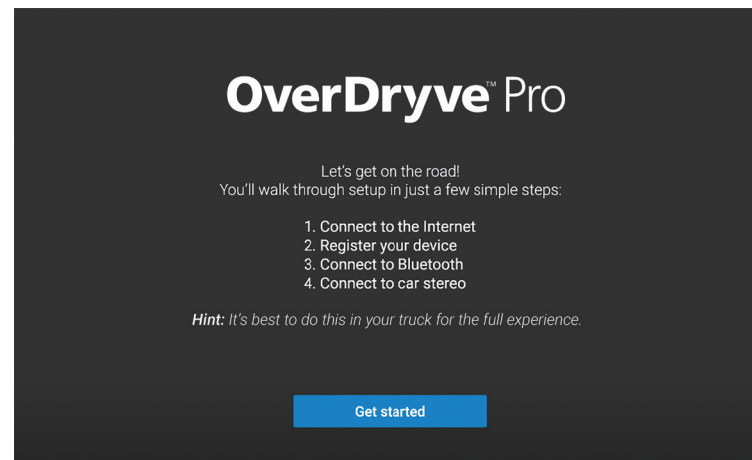 OverDryve™ Pro
Let's get on the road!
You'll walk through setup in just a few simple steps:
1. Connect to the Internet
2. Register your device
3. Connect to Bluetooth
4. Connect to car stereo
Hint: It's best to do this in your truck for the full experience.
Get started